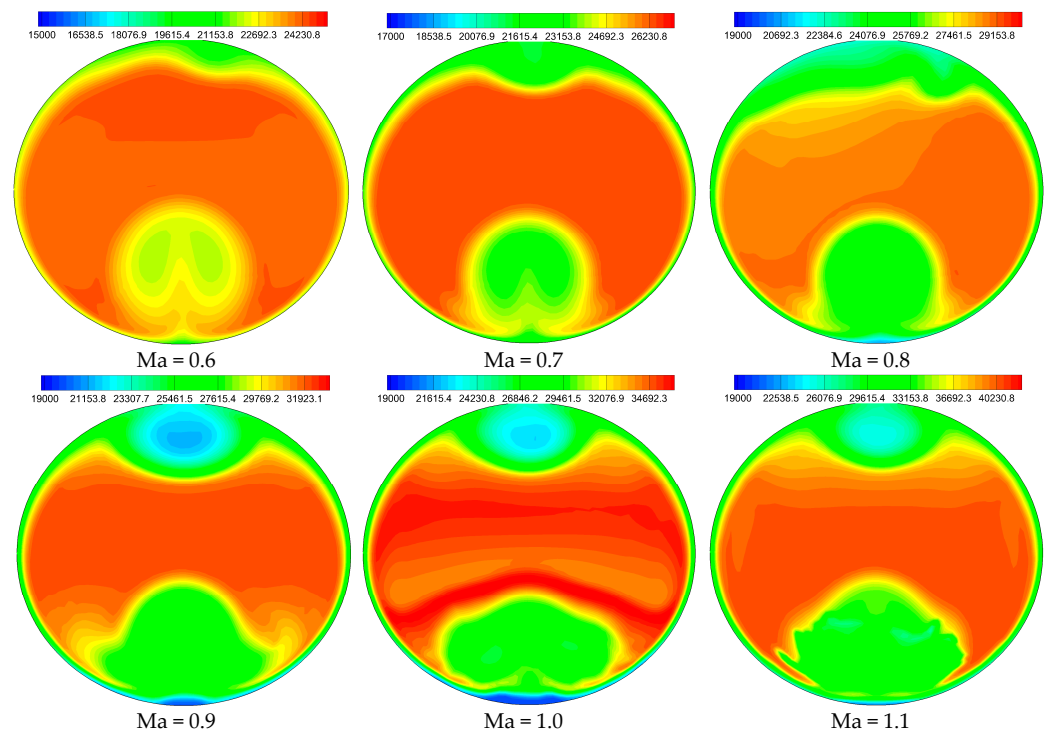 15000 16538.5 18076.9 19615.4 21153.8 22692.3 24230.8
17000 18538.5 20076.9 21615.4 23153.8 24692.3 26230.8
19000 20692.3 22384.6 24076.9 25769.2 27461.5 29153.8
Ma = 0.6
Ma = 0.7
Ma = 0.8
19000 21153.8 23307.7 25461.5 27615.4 29769.2 31923.1
19000 21615.4 24230.8 26846.2 29461.5 32076.9 34692.3
19000 22538.5 26076.9 29615.4 33153.8 36692.3 40230.8
Ma = 0.9
Ma = 1.0
Ma = 1.1